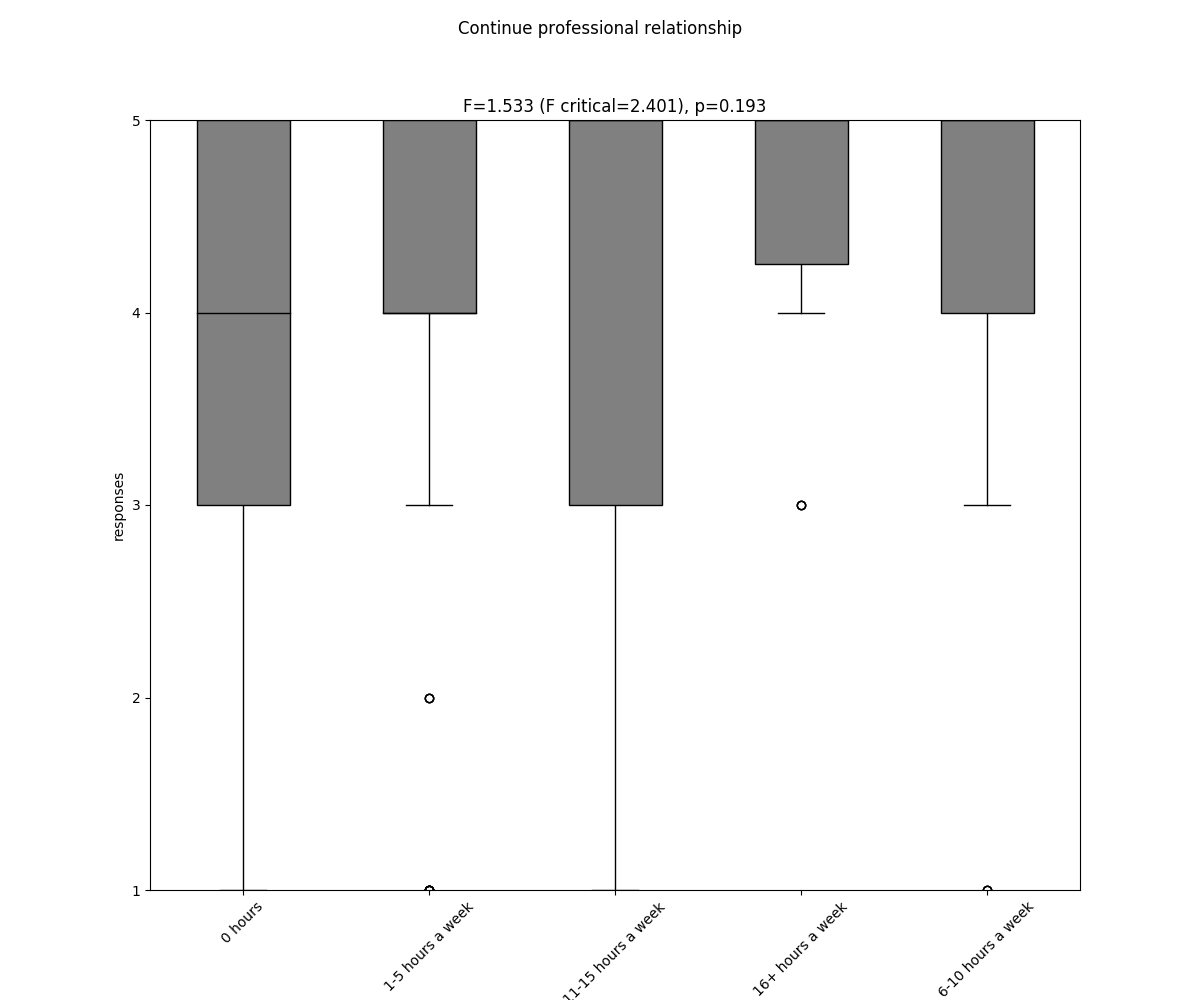 Continue professional relationship
F=1.533 (F critical=2.401), p=0.193
5
4
3
2
1
responses
0 hours
1-5 hours a week
11-15 hours a week
16+ hours a week
6-10 hours a week